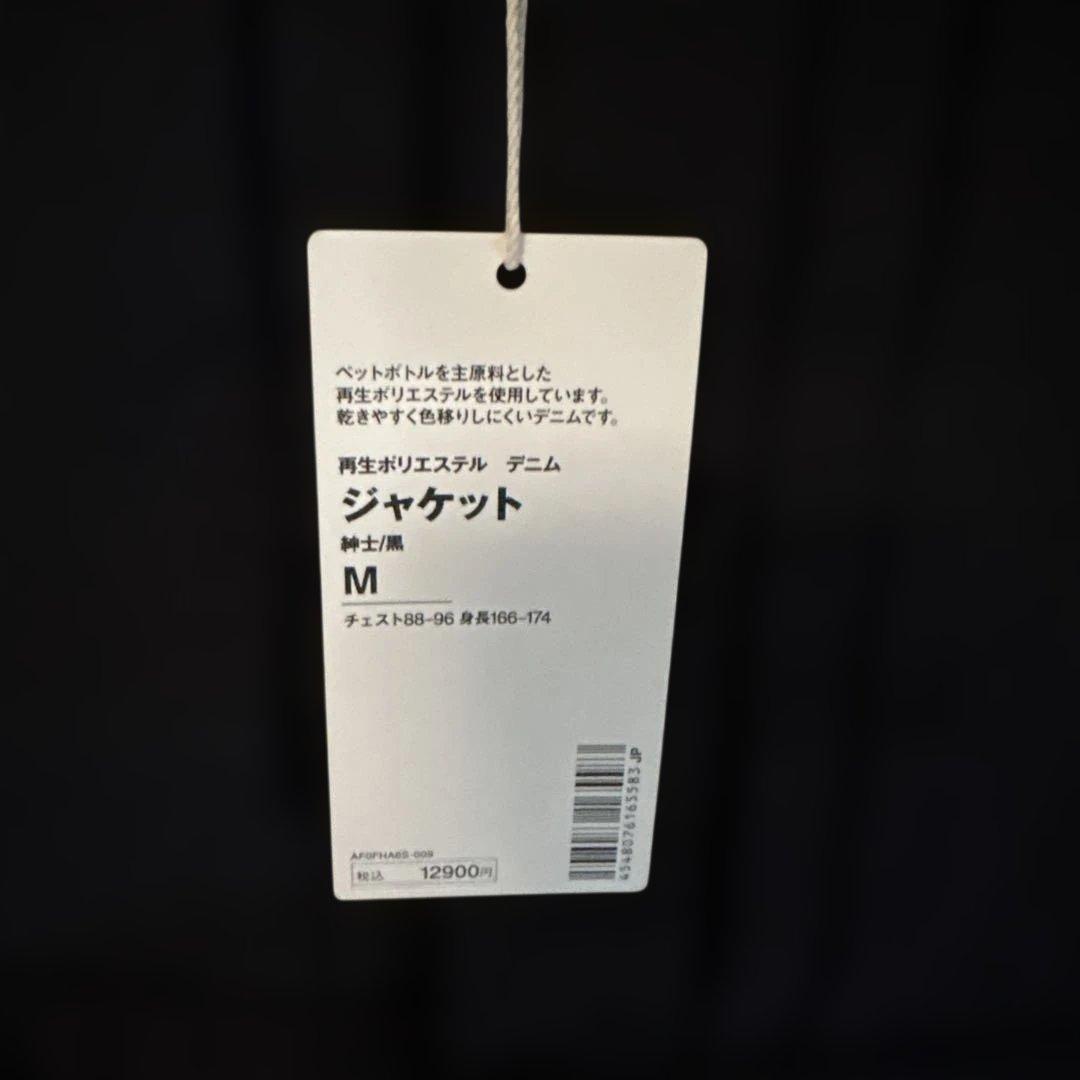 ペットボトルを主原料とした
再生ポリエステルを使用しています。
乾きやすく色移りしにくいデニムです。
再生ポリエステル　デニム
ジャケット
紳士/黒
M
チェスト88-96 身長166-174
4548076165583 JP
税込 12900円